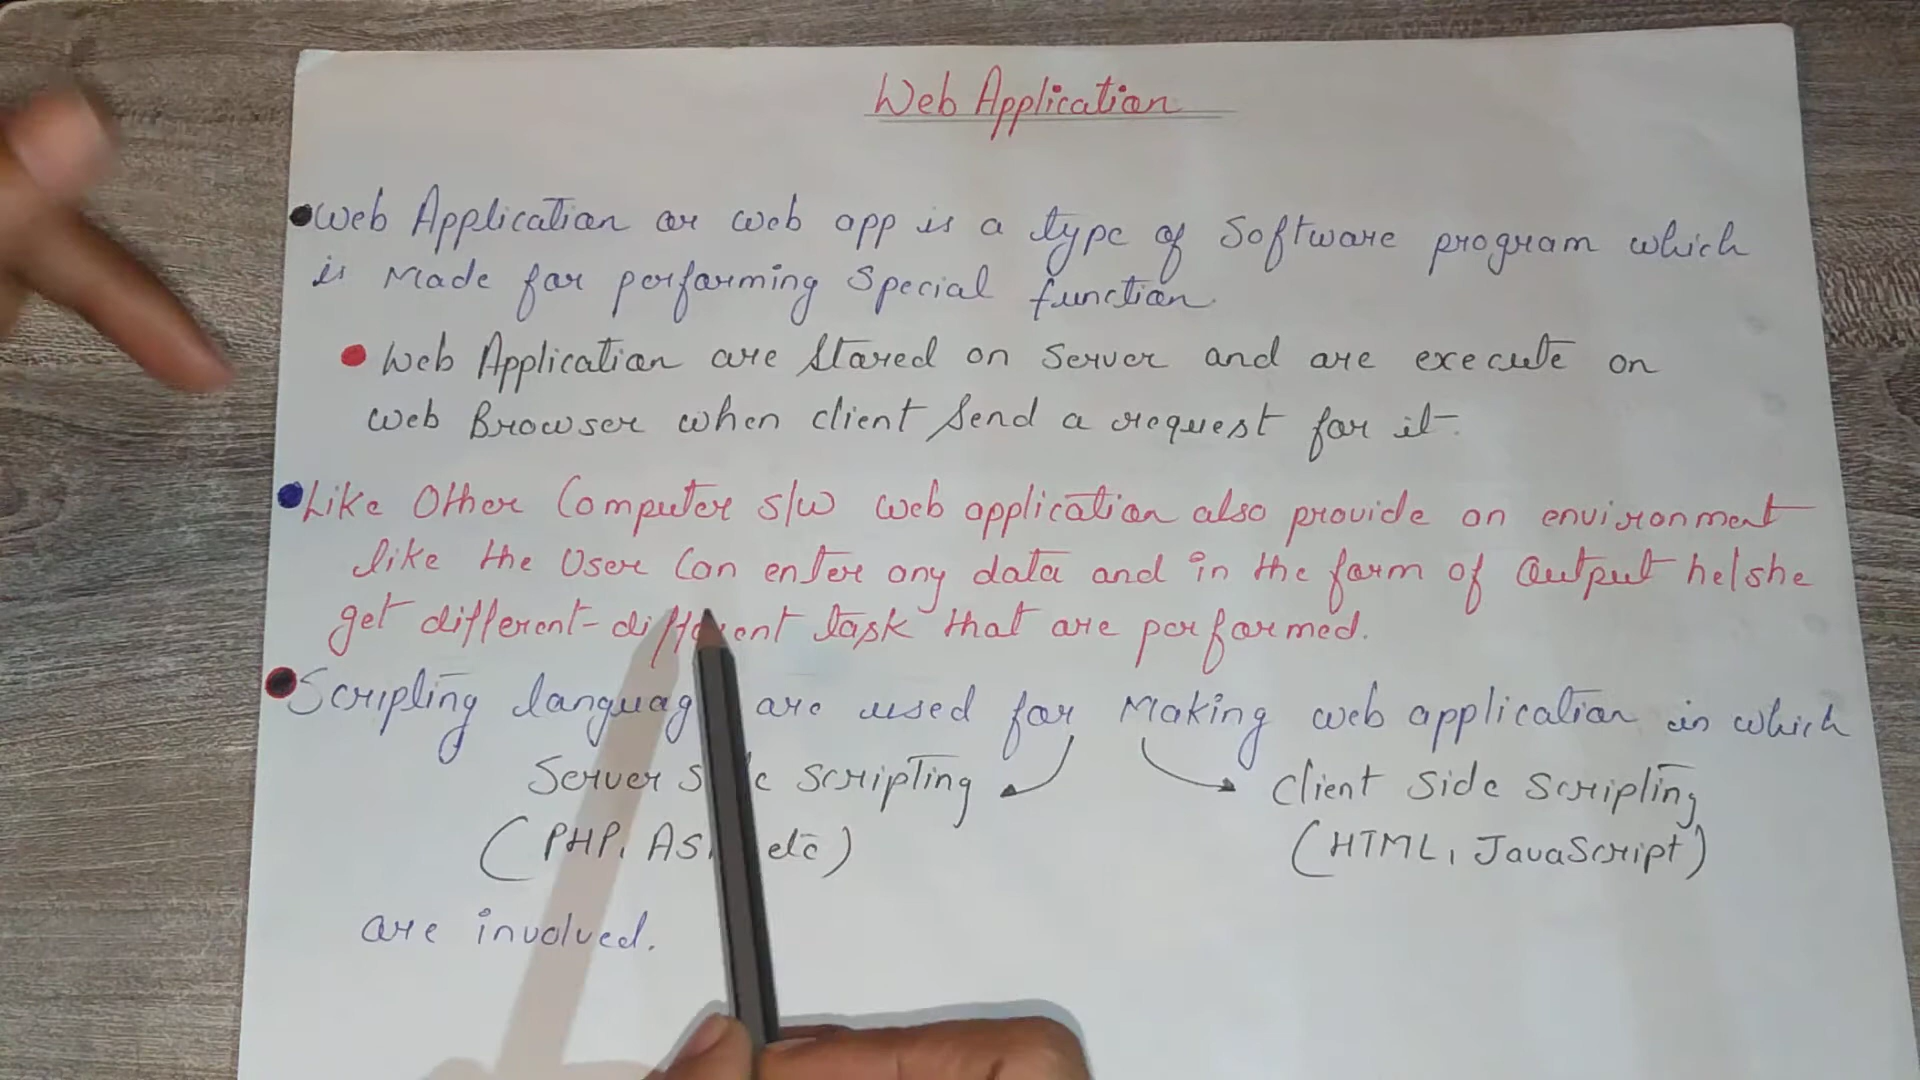 Web Application
Web Application or web app is a type of Software program which
is Made for performing Special function.
Web Application are Stored on Server and are execute on
web Browser when client Send a request for it.
Like Other Computer s/w web application also provide an environment
like the User Can enter any data and in the form of Output he/she
get different-different task that are performed.
Scripting language are used for Making web application in which
Server side scripting Client Side Scripting
(PHP, etc) (HTML, JavaScript)
are involved.